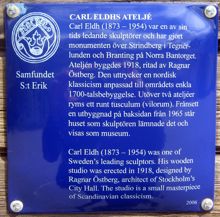 CARL ELDHS ATELJÉ
Carl Eldh (1873 – 1954) var en av sin
tids ledande skulptörer och har gjort
monumenten över Strindberg i Tegnér-
lunden och Branting på Norra Bantorget.
Ateljén byggdes 1918, ritad av Ragnar
Östberg. Den uttrycker en nordisk
klassicism anpassad till områdets enkla
1700-talsbebyggelse. Utöver två ateljéer
ryms ett runt tusculum (vilorum). Främst
en utbyggnad på baksidan från 1965 står
huset som skulptören lämnade det och
visas som museum.
Carl Eldh (1873 – 1954) was one of
Sweden's leading sculptors. His wooden
studio was erected in 1918, designed by
Ragnar Östberg, architect of Stockholm's
City Hall. The studio is a small masterpiece
of Scandinavian classicism.
2006
Samfundet
S:t Erik